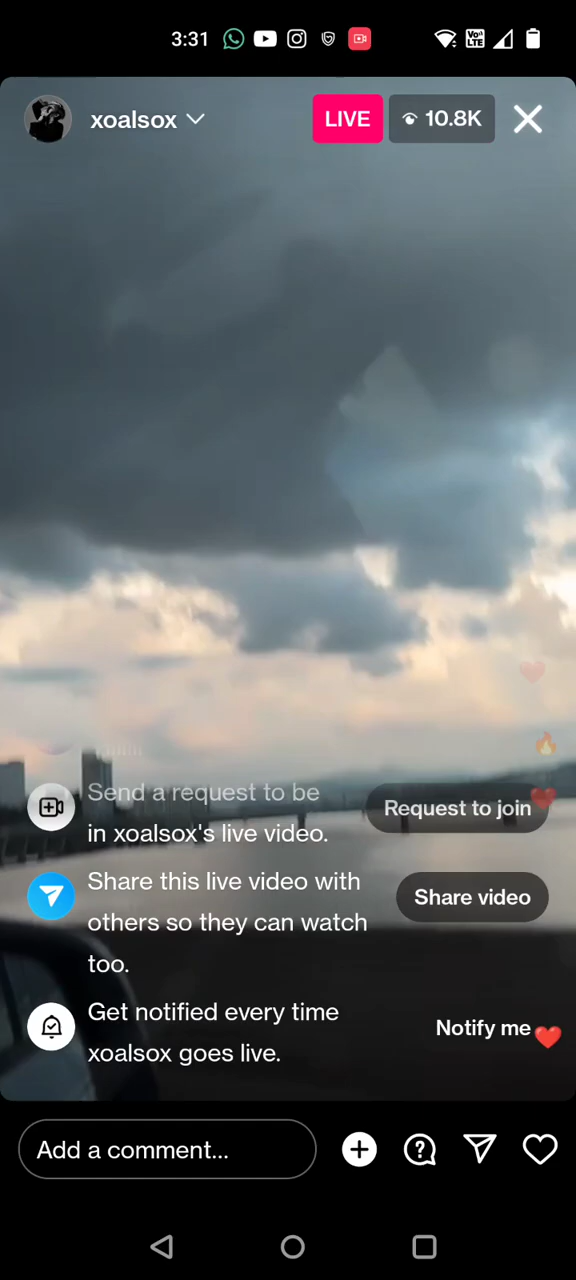 3:31
Vo)) LTE
xoalsox
LIVE
10.8K
Send a request to be
in xoalsox's live video.
Request to join
Share this live video with
others so they can watch
too.
Share video
Get notified every time
xoalsox goes live.
Notify me
Add a comment...